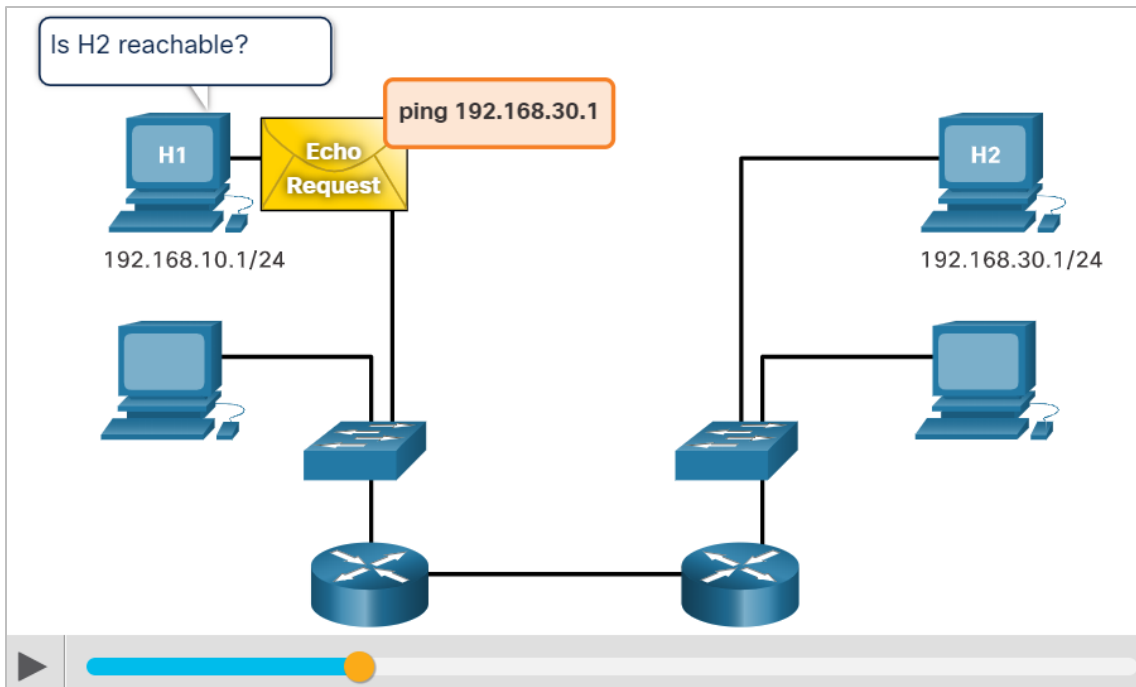 Is H2 reachable?
ping 192.168.30.1
H1
Echo
Request
H2
192.168.10.1/24
192.168.30.1/24